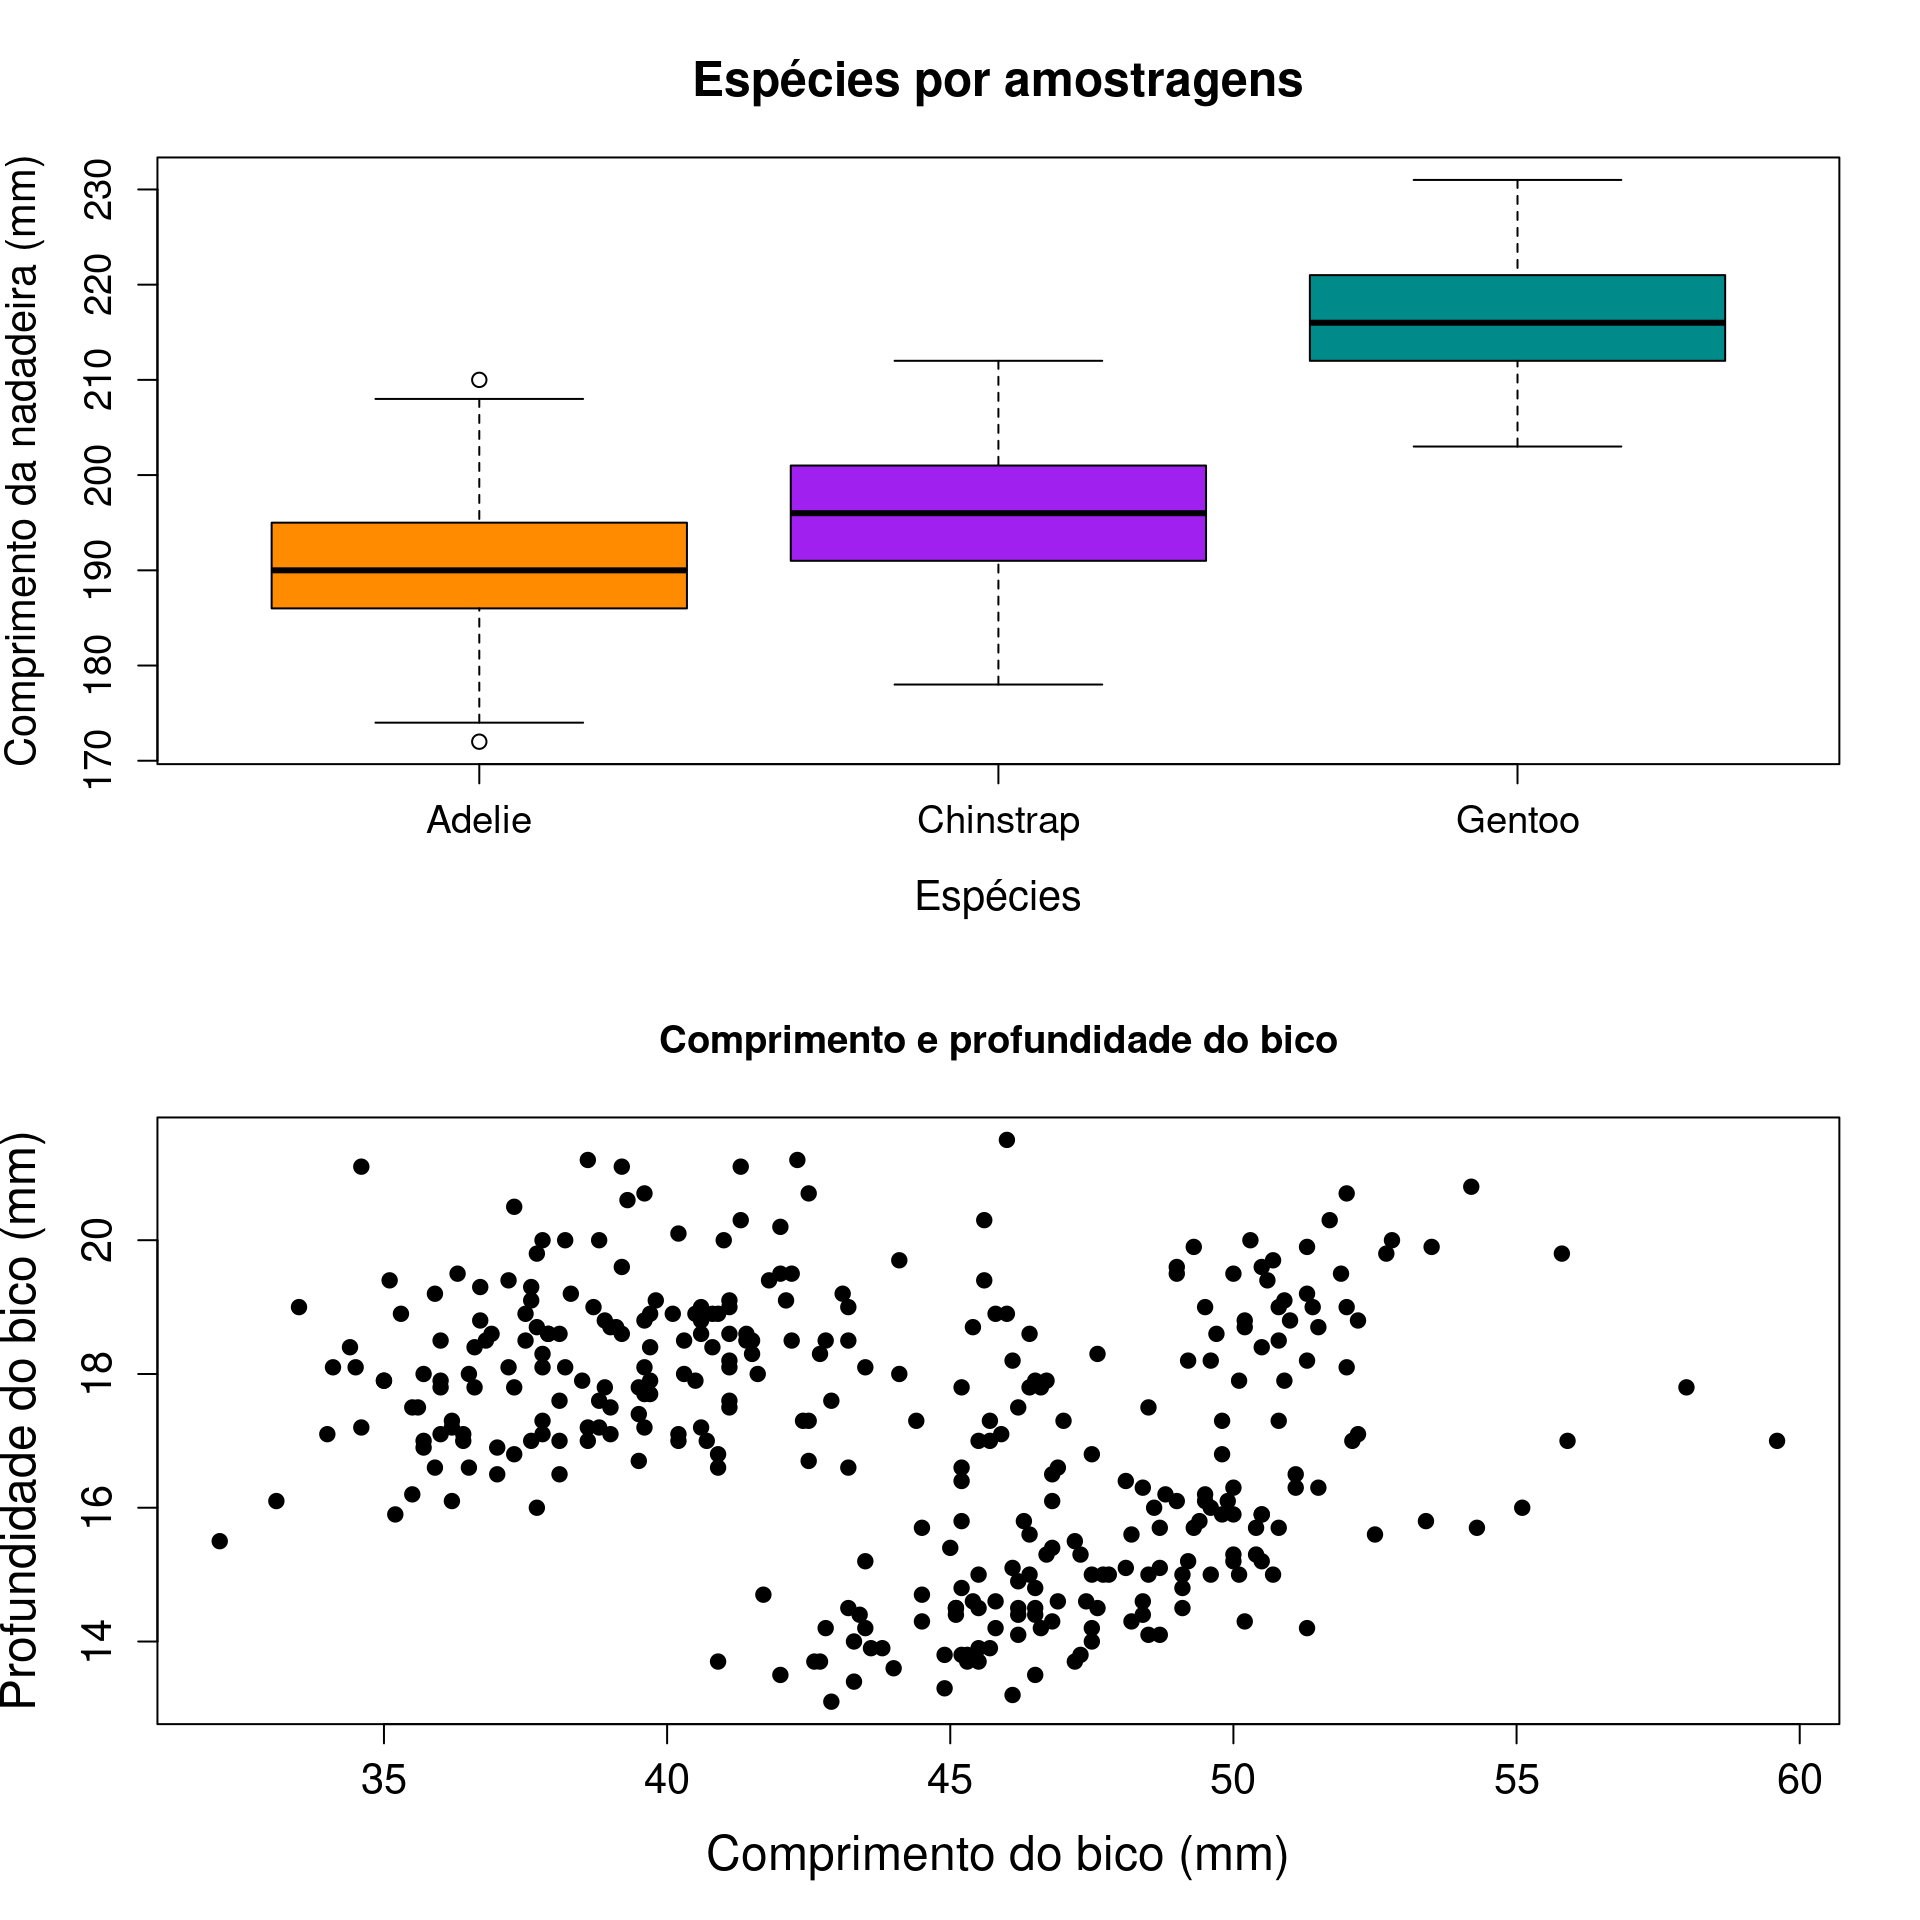 Espécies por amostragens
Comprimento da nadadeira (mm)
230
220
210
200
190
180
170
Adelie Chinstrap Gentoo
Espécies
Comprimento e profundidade do bico
Profundidade do bico (mm)
20
18
16
14
35 40 45 50 55 60
Comprimento do bico (mm)